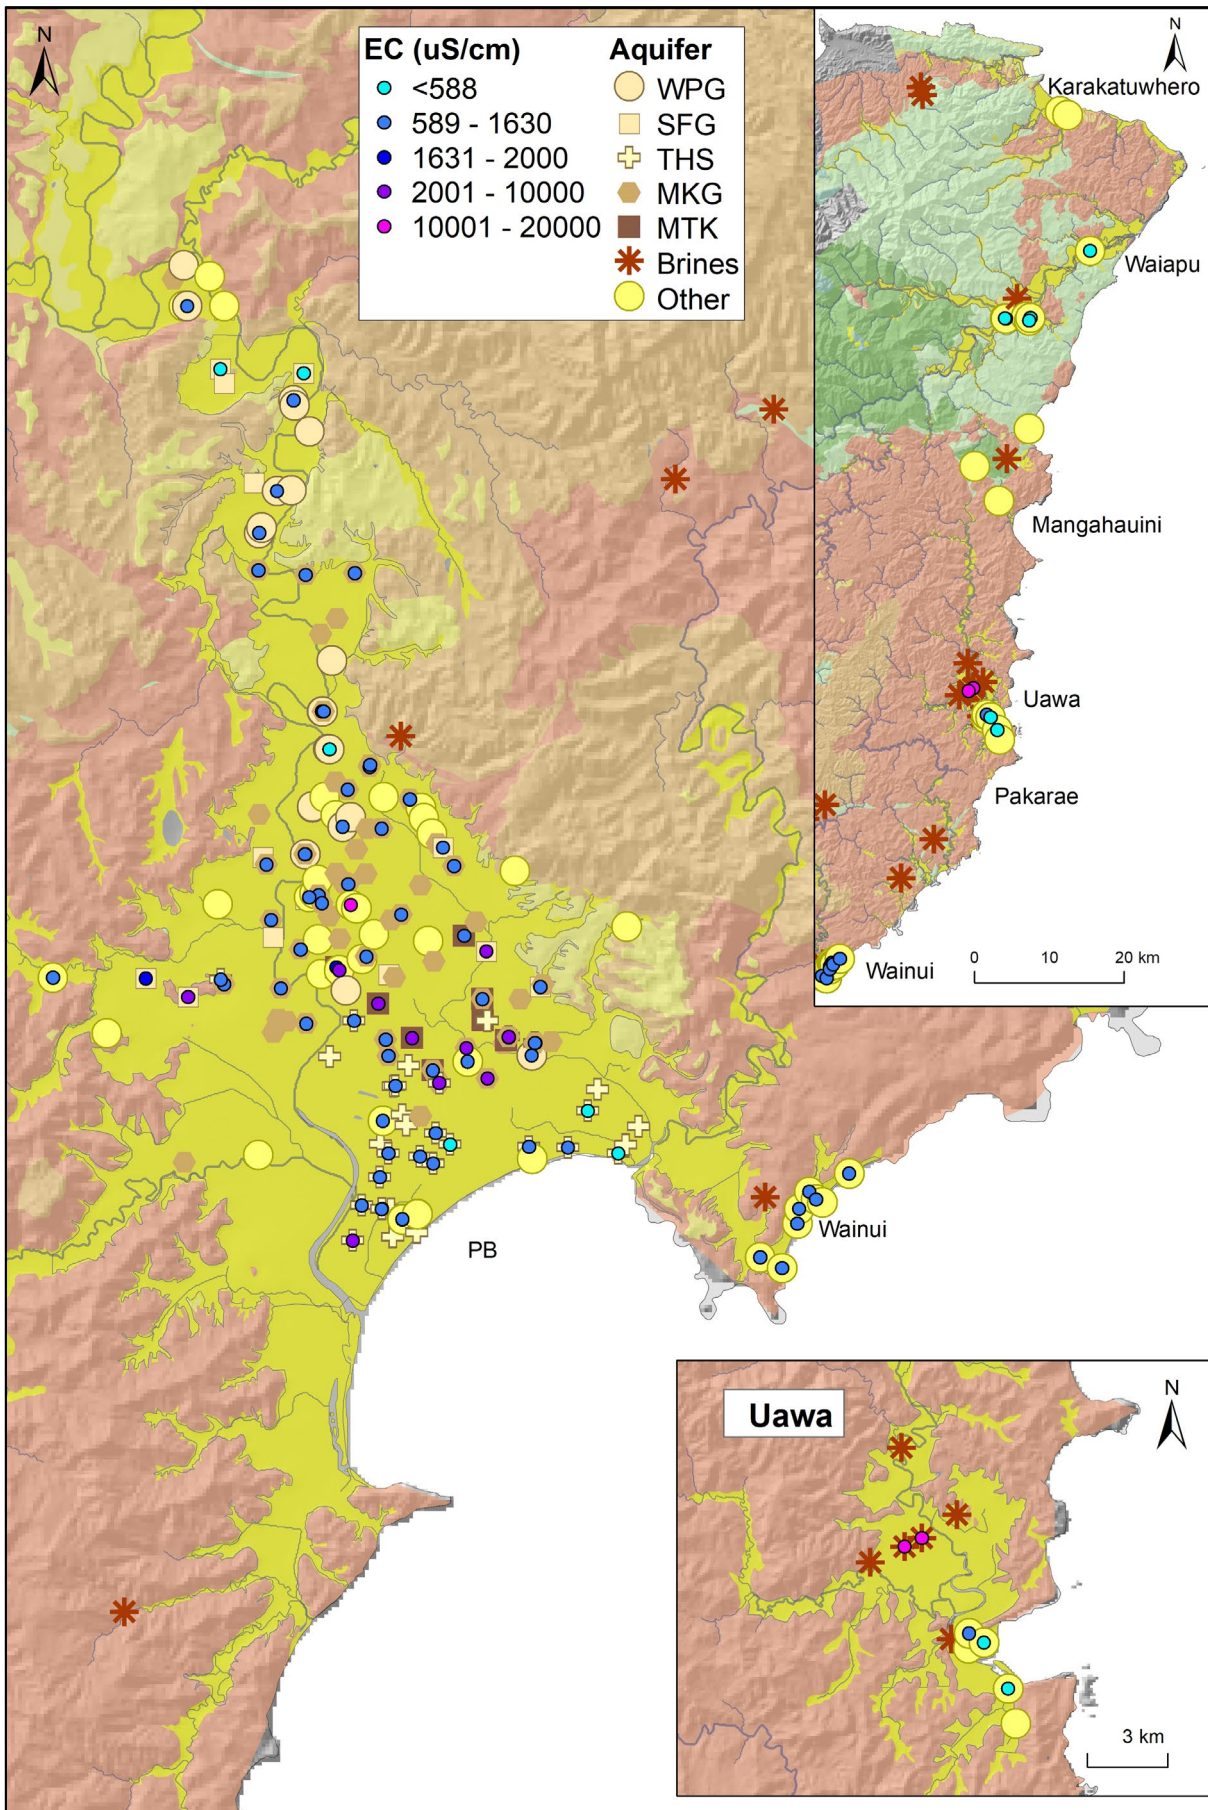 N
EC (uS/cm)
<588
589 - 1630
1631 - 2000
2001 - 10000
10001 - 20000
Aquifer
WPG
SFG
THS
MKG
MTK
Brines
Other
N
Karakatuwhero
Waiapu
Mangahauini
Uawa
Pakarae
Wainui
0 10 20 km
Wainui
PB
Uawa
N
3 km